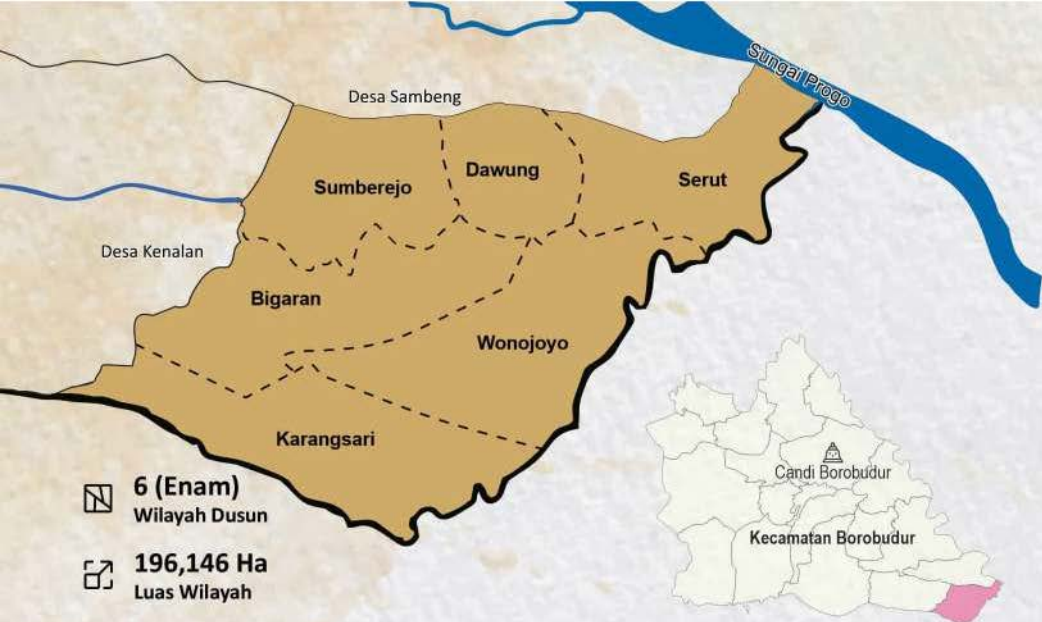 Sungai Progo
Desa Sambeng
Dawung
Sumberejo
Serut
Desa Kenalan
Bigaran
Wonojoyo
Karangsari
6 (Enam)
Wilayah Dusun
196,146 Ha
Luas Wilayah
Candi Borobudur
Kecamatan Borobudur